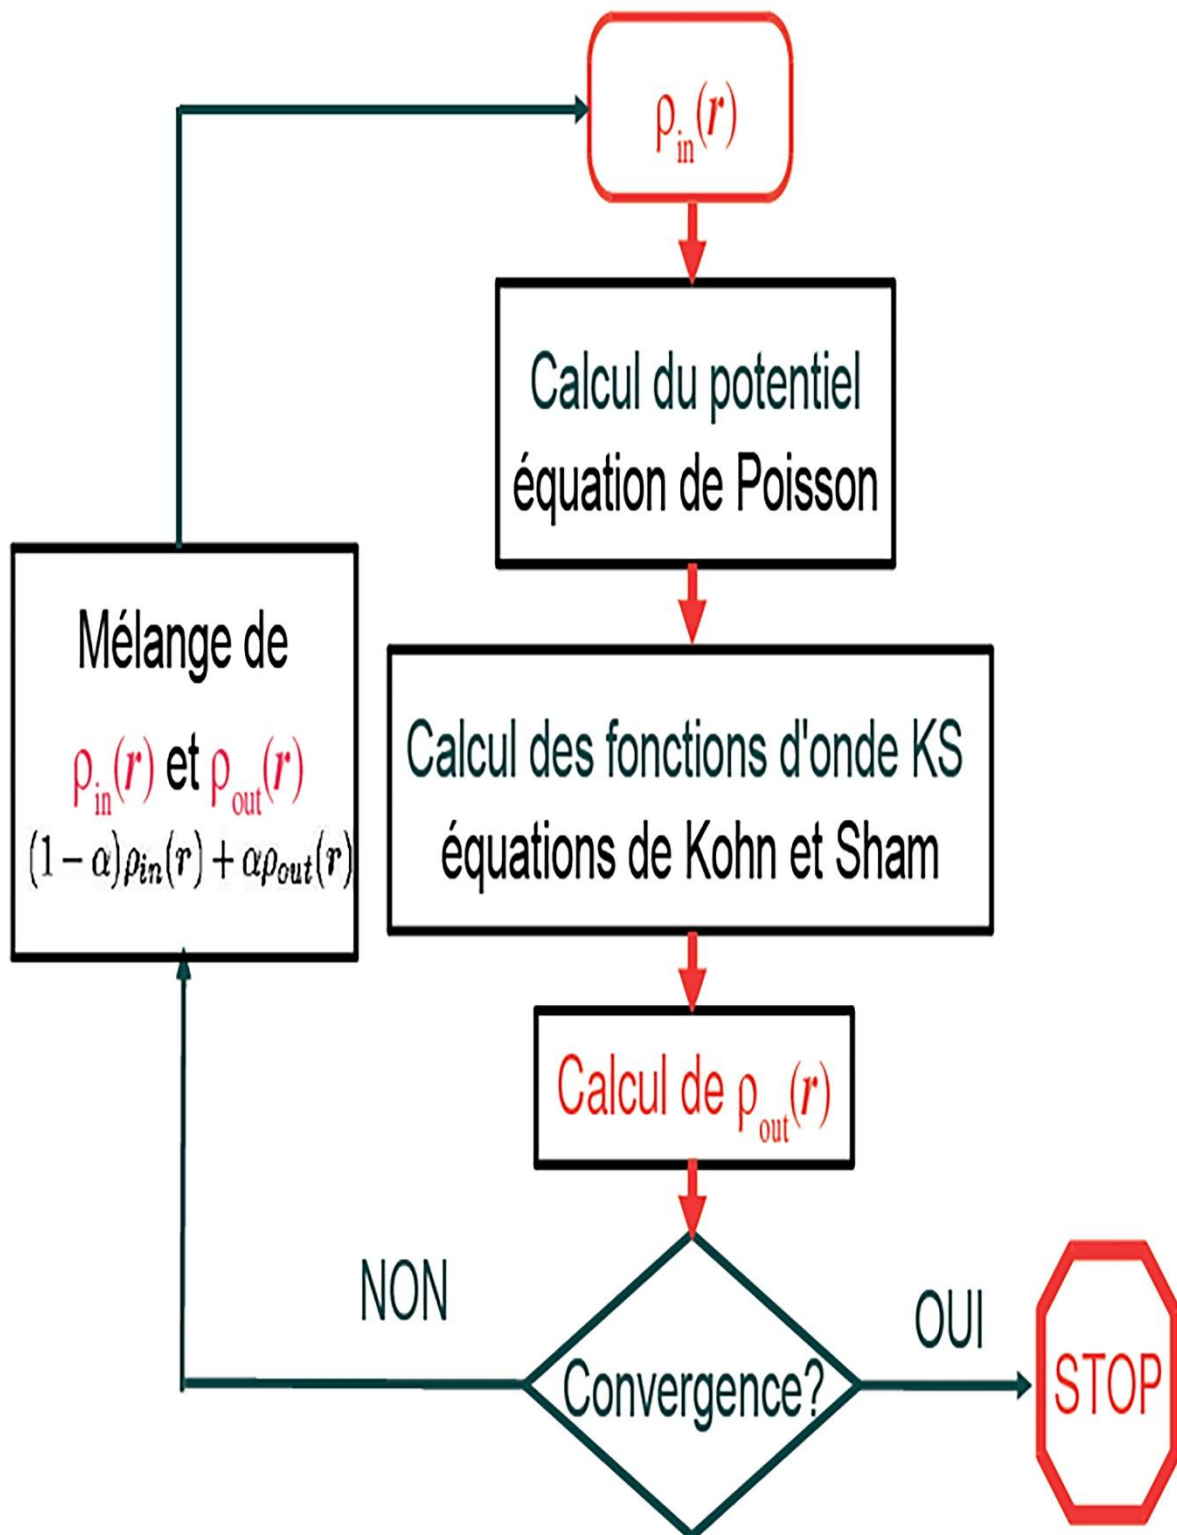 ρin(r)
Calcul du potentiel
équation de Poisson
Mélange de
ρin(r) et ρout(r)
(1 − α)ρin(r) + αρout(r)
Calcul des fonctions d'onde KS
équations de Kohn et Sham
Calcul de ρout(r)
NON
OUI
Convergence?
STOP